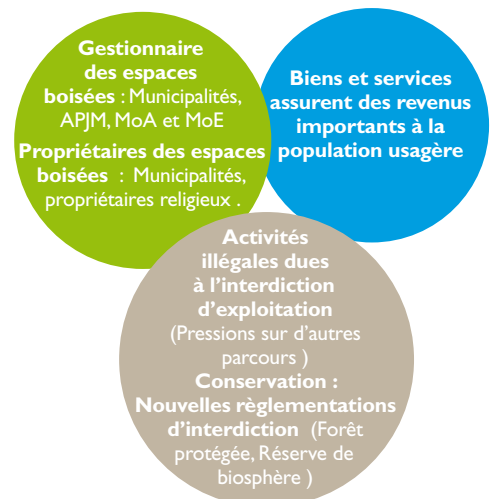 Gestionnaire
des espaces
boisées : Municipalités,
APJM, MoA et MoE
Propriétaires des espaces
boisées : Municipalités,
propriétaires religieux .
Biens et services
assurent des revenus
importants à la
population usagère
Activités
illégales dues
à l’interdiction
d’exploitation
(Pressions sur d’autres
parcours )
Conservation :
Nouvelles règlementations
d’interdiction (Forêt
protégée, Réserve de
biosphère )